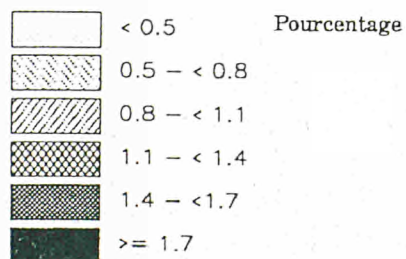 < 0.5 Pourcentage
0.5 – < 0.8
0.8 – < 1.1
1.1 – < 1.4
1.4 – <1.7
>= 1.7